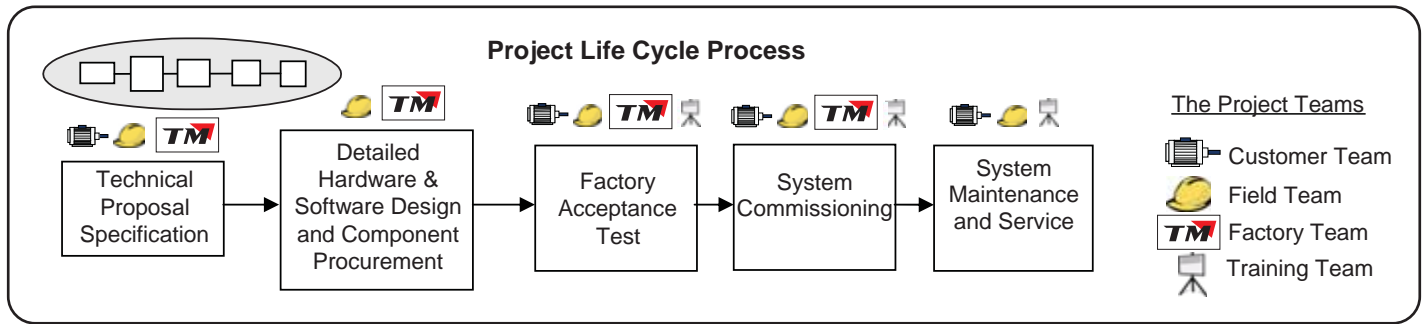 Project Life Cycle Process
TM
TM
TM
TM
Technical
Proposal
Specification
Detailed
Hardware &
Software Design
and Component
Procurement
Factory
Acceptance
Test
System
Commissioning
System
Maintenance
and Service
The Project Teams
Customer Team
Field Team
TM Factory Team
Training Team